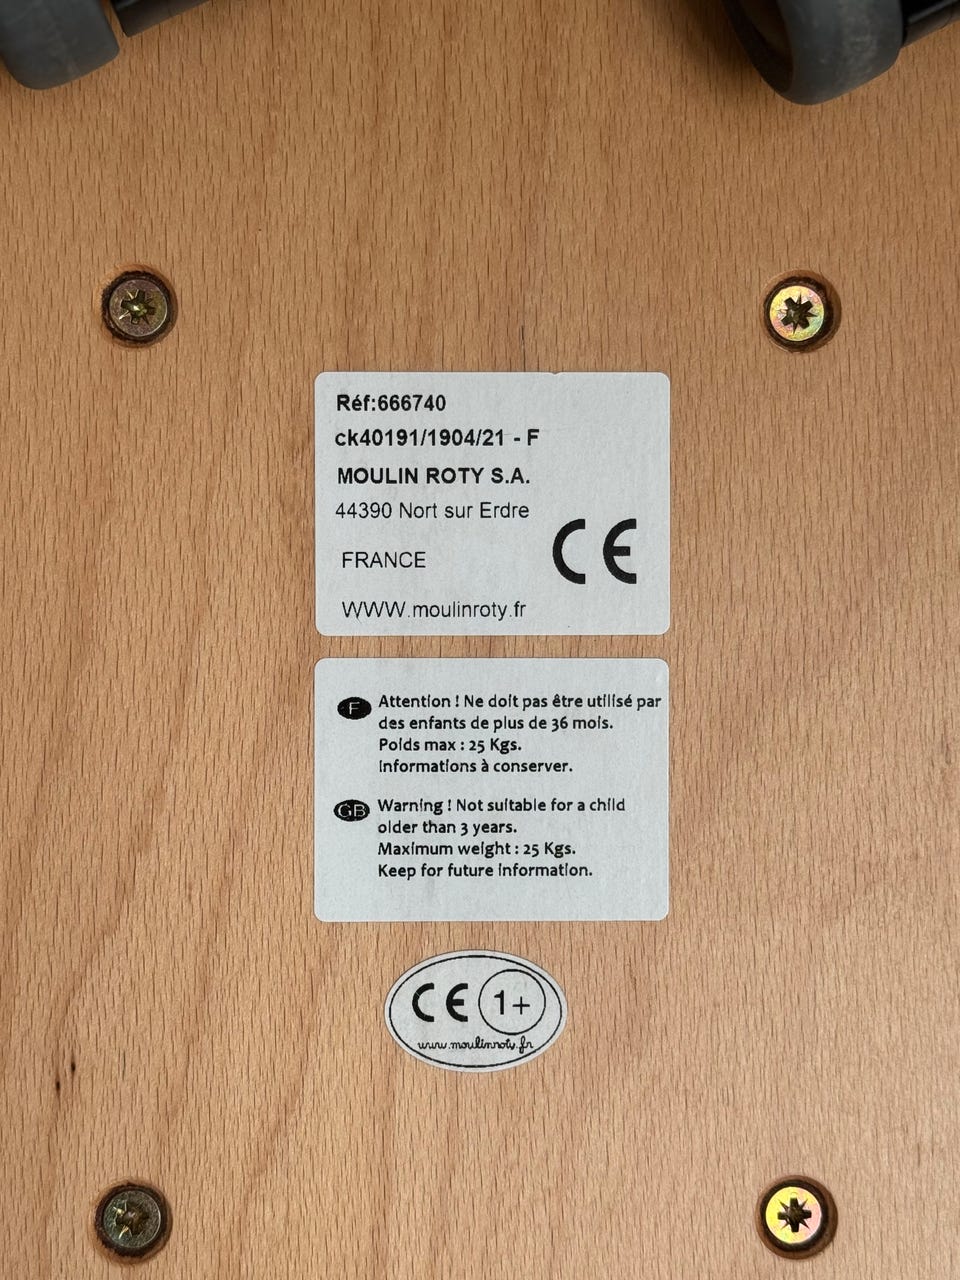 Réf:666740
ck40191/1904/21 - F
MOULIN ROTY S.A.
44390 Nort sur Erdre
CE
FRANCE
WWW.moulinroty.fr
F Attention ! Ne doit pas être utilisé par
des enfants de plus de 36 mois.
Poids max : 25 Kgs.
Informations à conserver.
GB Warning ! Not suitable for a child
older than 3 years.
Maximum weight : 25 Kgs.
Keep for future information.
CE 1+
www.moulinroty.fr